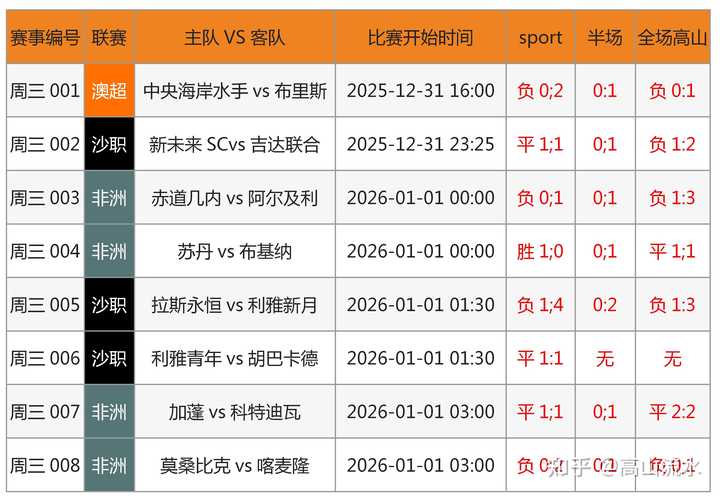 赛事编号 联赛 主队 VS 客队 比赛开始时间 sport 半场 全场高山
周三 001 澳超 中央海岸水手 vs 布里斯 2025-12-31 16:00 负 0;2 0:1 负 0:1
周三 002 沙职 新未来 SCvs 吉达联合 2025-12-31 23:25 平 1;1 0;1 负 1:2
周三 003 非洲 赤道几内 vs 阿尔及利 2026-01-01 00:00 负 0;1 0:1 负 1:3
周三 004 非洲 苏丹 vs 布基纳 2026-01-01 00:00 胜 1;0 0;1 平 1;1
周三 005 沙职 拉斯永恒 vs 利雅新月 2026-01-01 01:30 负 1;4 0:2 负 1:3
周三 006 沙职 利雅青年 vs 胡巴卡德 2026-01-01 01:30 平 1:1 无 无
周三 007 非洲 加蓬 vs 科特迪瓦 2026-01-01 03:00 平 1;1 0;1 平 2:2
周三 008 非洲 莫桑比克 vs 喀麦隆 2026-01-01 03:00 负
知乎 @高山流水